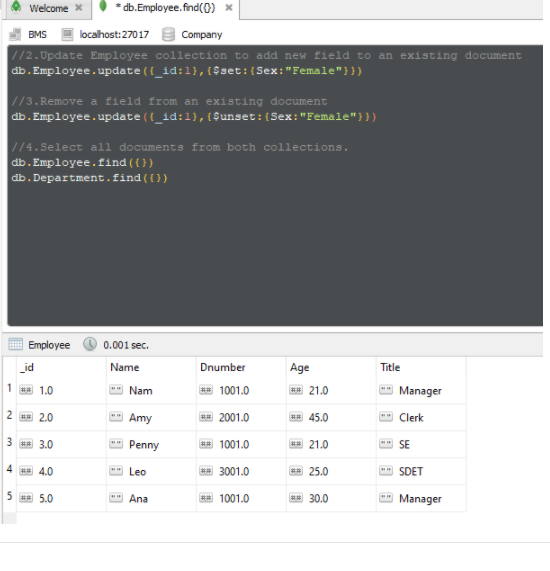 Welcome
* db.Employee.find({})
BMS localhost:27017 Company
//2.Update Employee collection to add new field to an existing document
db.Employee.update({_id:1},{$set:{Sex:"Female"}})
//3.Remove a field from an existing document
db.Employee.update({_id:1},{$unset:{Sex:"Female"}})
//4.Select all documents from both collections.
db.Employee.find({})
db.Department.find({})
Employee 0.001 sec.
_id Name Dnumber Age Title
1 1.0 Nam 1001.0 21.0 Manager
2 2.0 Amy 2001.0 45.0 Clerk
3 3.0 Penny 1001.0 21.0 SE
4 4.0 Leo 3001.0 25.0 SDET
5 5.0 Ana 1001.0 30.0 Manager